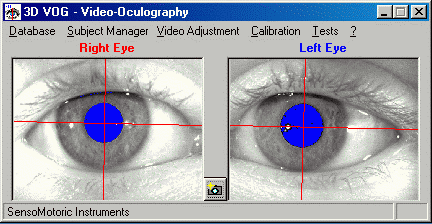 3D VOG - Video-Oculography
Database Subject Manager Video Adjustment Calibration Tests ?
Right Eye Left Eye
SensoMotoric Instruments